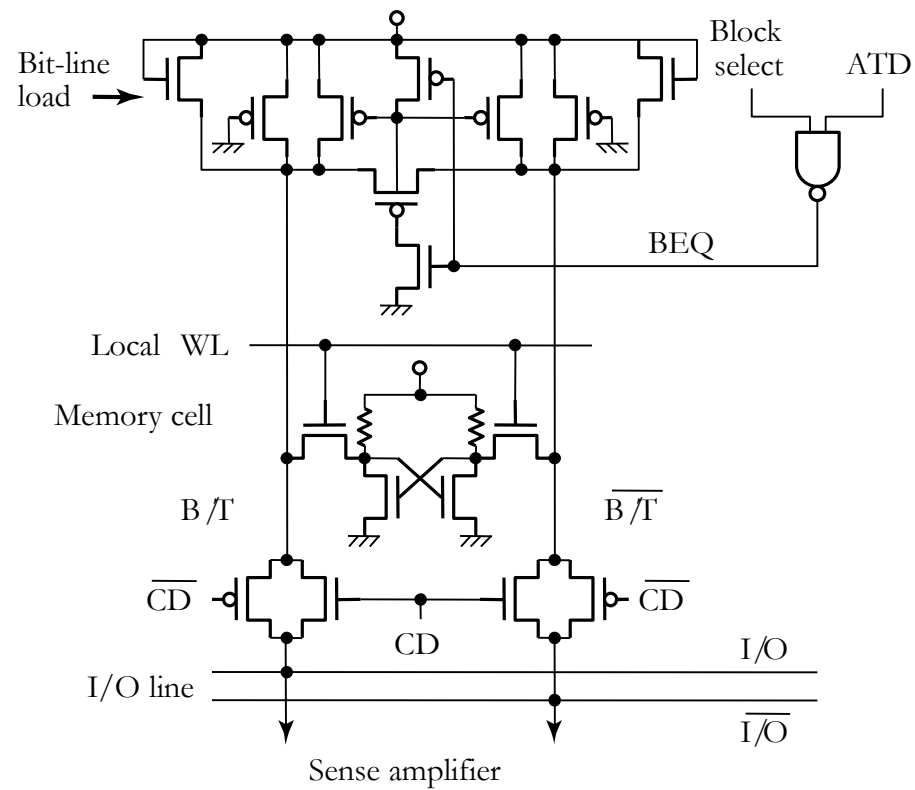 Block
select
ATD
Bit-line
load
BEQ
Local WL
Memory cell
B/T
B/T
CD
CD
CD
I/O
I/O line
I/O
Sense amplifier